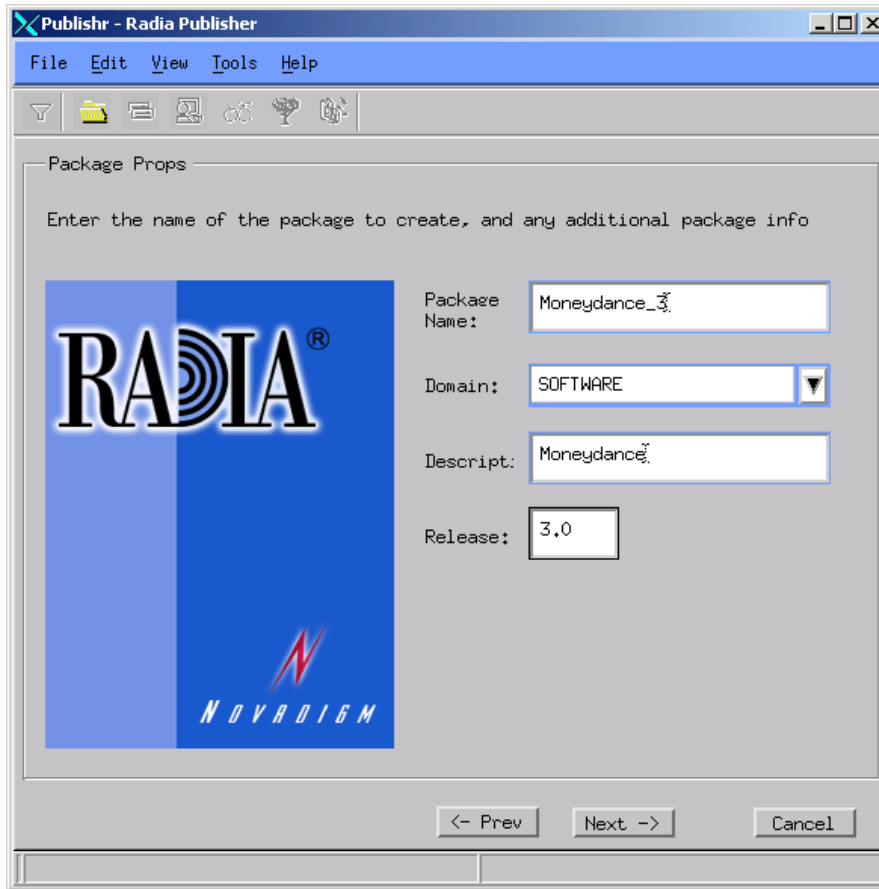 Publishr - Radia Publisher
File Edit View Tools Help
Package Props
Enter the name of the package to create, and any additional package info
RADIA®
NOVADIGM
Package
Name:
Moneydance_3
Domain:
SOFTWARE
Descript:
Moneydance
Release:
3.0
<- Prev
Next ->
Cancel